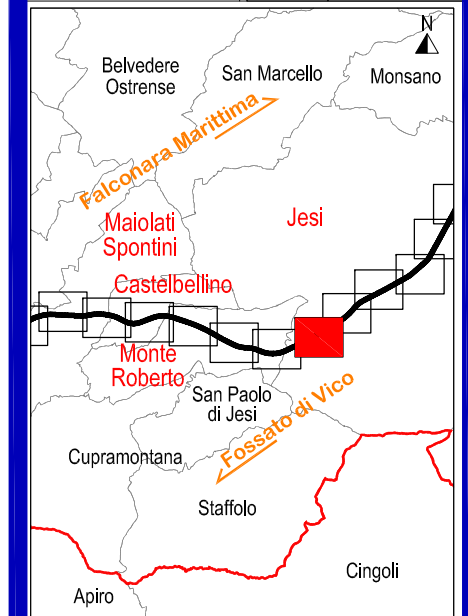 N
Belvedere
Ostrense
San Marcello
Monsano
Falconara Marittima
Maiolati
Spontini
Jesi
Castelbellino
Monte
Roberto
San Paolo
di Jesi
Fossato di Vico
Cupramontana
Staffolo
Cingoli
Apiro